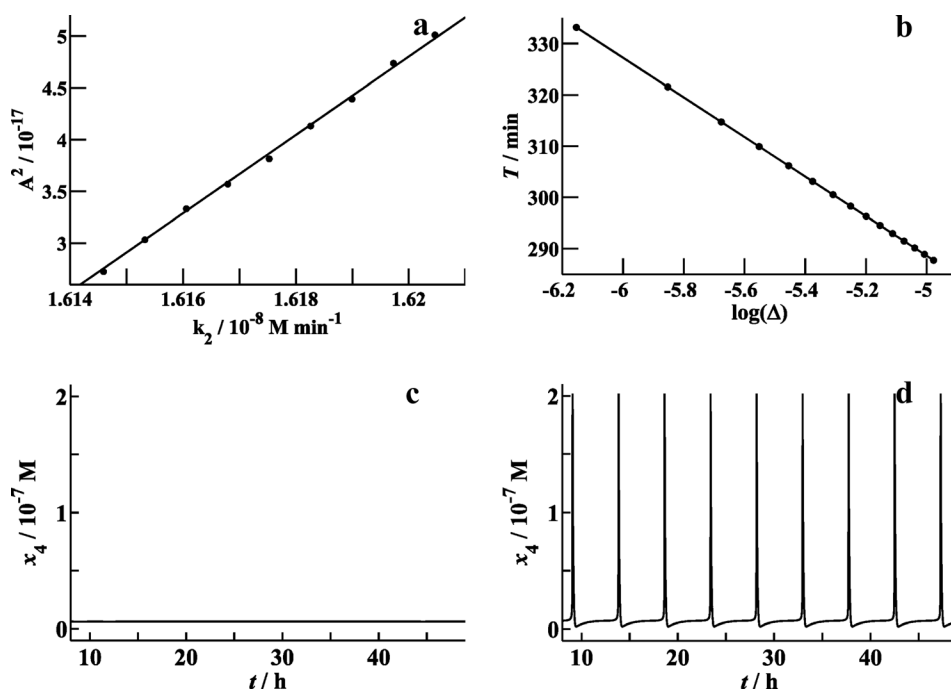 a
5
4.5
4
3.5
3
A² / 10⁻¹⁷
1.614 1.616 1.618 1.62
k₂ / 10⁻⁸ M min⁻¹
b
330
320
310
300
290
T / min
-6.2 -6 -5.8 -5.6 -5.4 -5.2 -5
log(Δ)
c
2
1
0
x₄ / 10⁻⁷ M
10 20 30 40
t / h
d
2
1
0
x₄ / 10⁻⁷ M
10 20 30 40
t / h